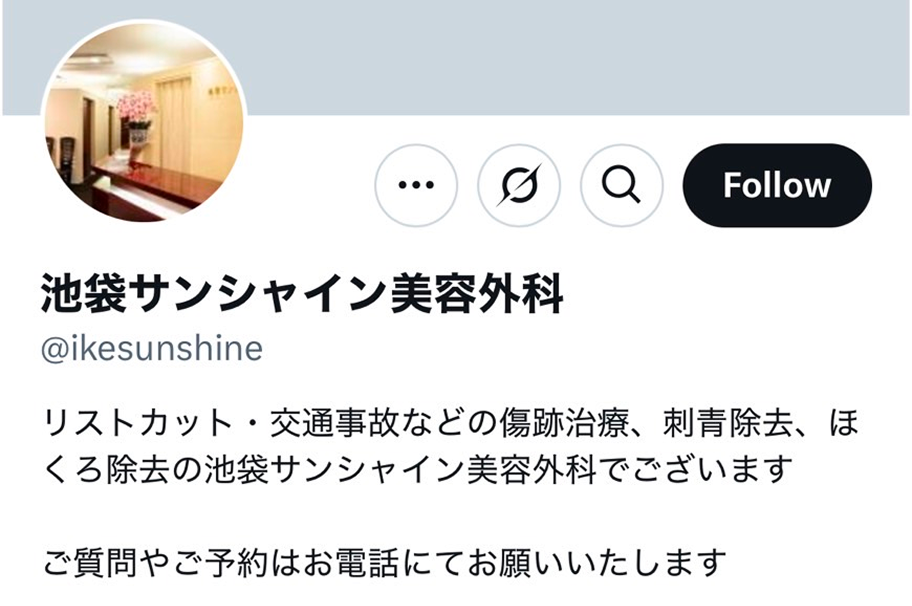 Follow
池袋サンシャイン美容外科
@ikesunshine
リストカット・交通事故などの傷跡治療、刺青除去、ほ
くろ除去の池袋サンシャイン美容外科でございます
ご質問やご予約はお電話にてお願いいたします